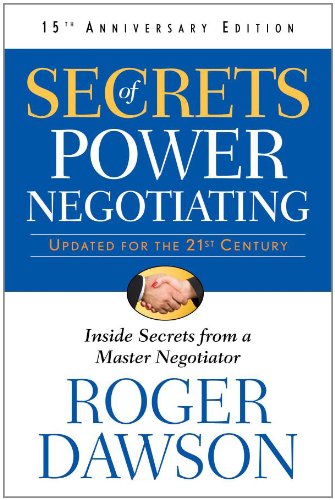 15TH ANNIVERSARY EDITION
SECRETS
of
POWER
NEGOTIATING
UPDATED FOR THE 21ST CENTURY
Inside Secrets from a
Master Negotiator
ROGER
DAWSON